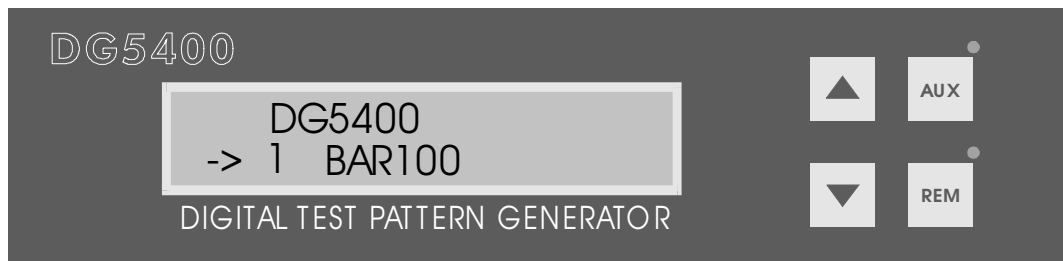 DG5400
DG5400
-> 1 BAR100
DIGITAL TEST PATTERN GENERATOR
AUX
REM